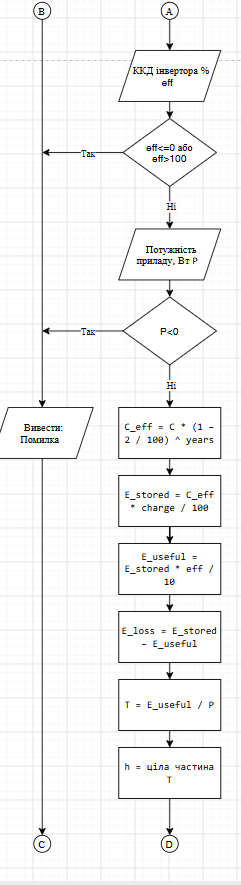 B
A
ККД інвертора %
eff
eff<=0 або
eff>100
Так
Ні
Потужність
приладу, Вт P
P<0
Так
Ні
Вивести:
Помилка
C_eff = C * (1 –
2 / 100) ^ years
E_stored = C_eff
* charge / 100
E_useful =
E_stored * eff /
10
E_loss = E_stored
– E_useful
T = E_useful / P
h = ціла частина
T
C
D